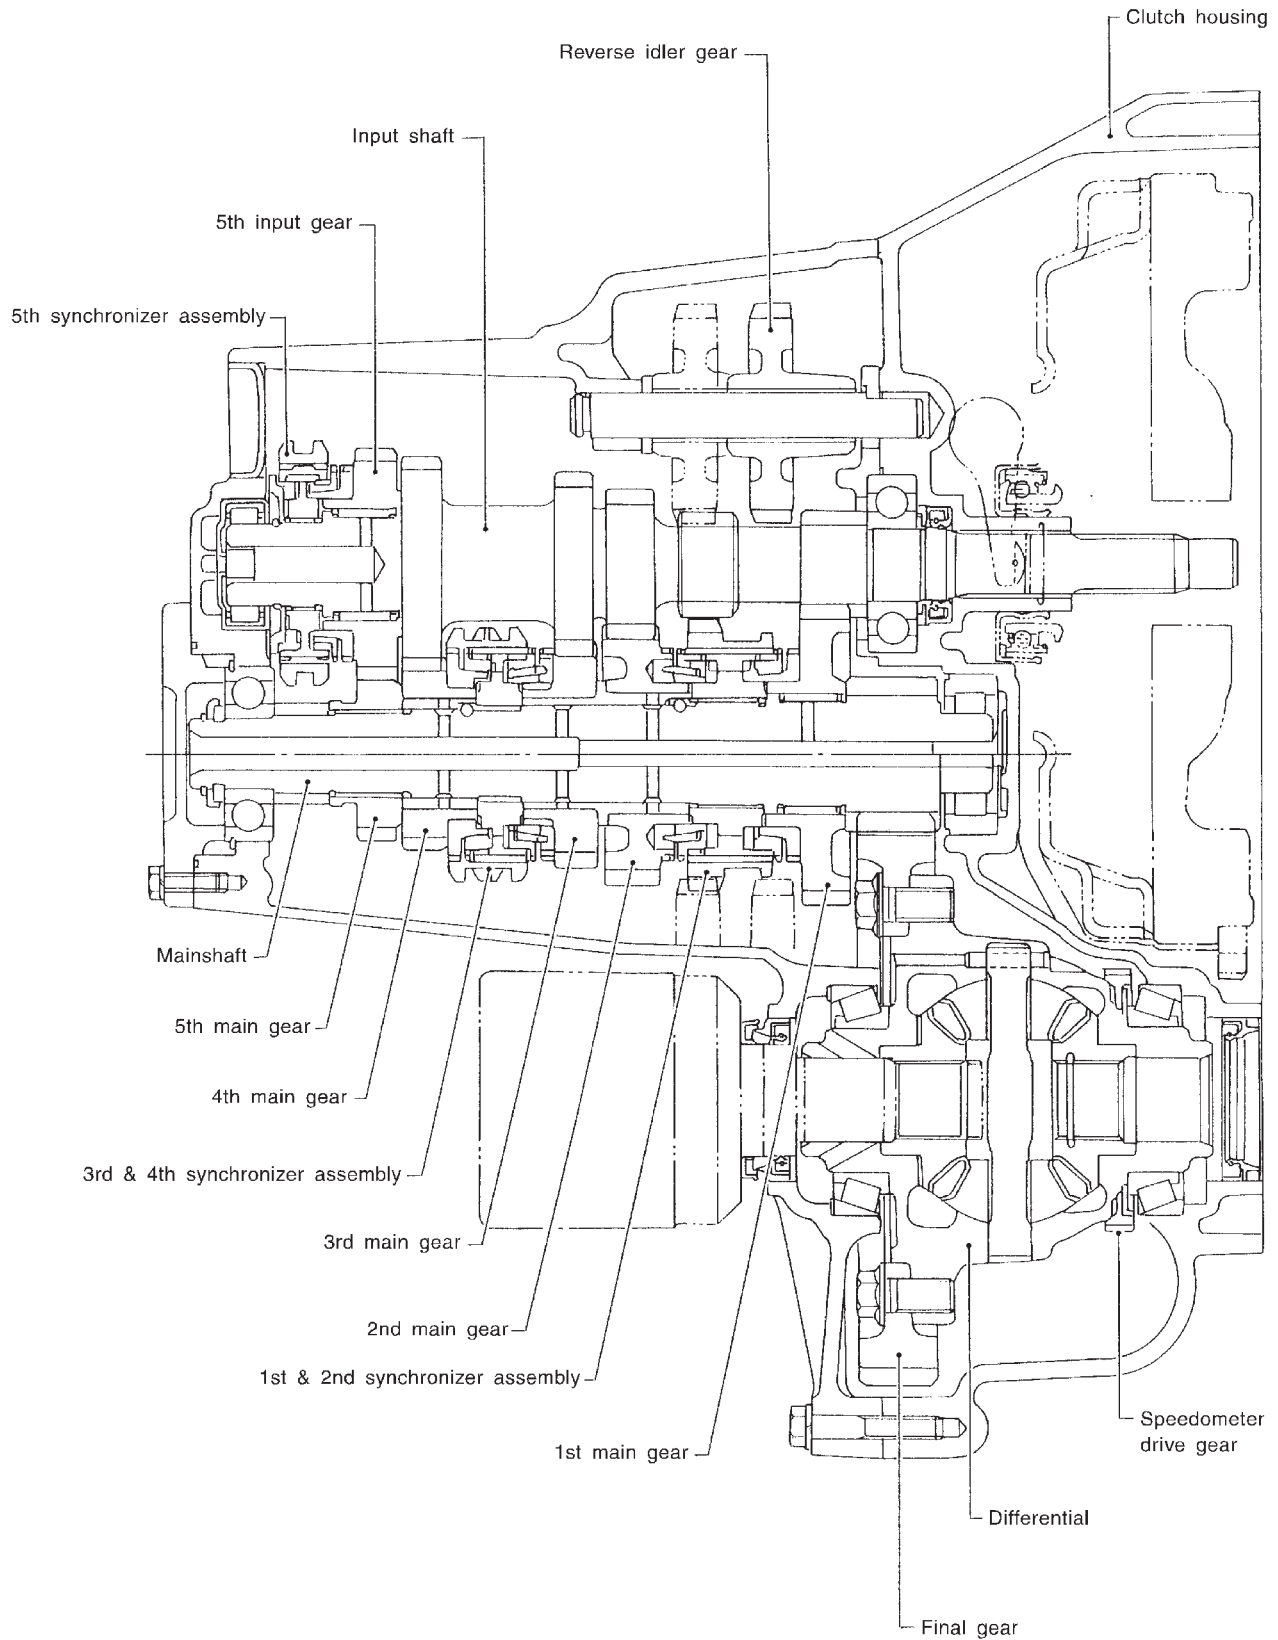 Clutch housing
Reverse idler gear
Input shaft
5th input gear
5th synchronizer assembly
Mainshaft
5th main gear
4th main gear
3rd & 4th synchronizer assembly
3rd main gear
2nd main gear
1st & 2nd synchronizer assembly
1st main gear
Speedometer
drive gear
Differential
Final gear